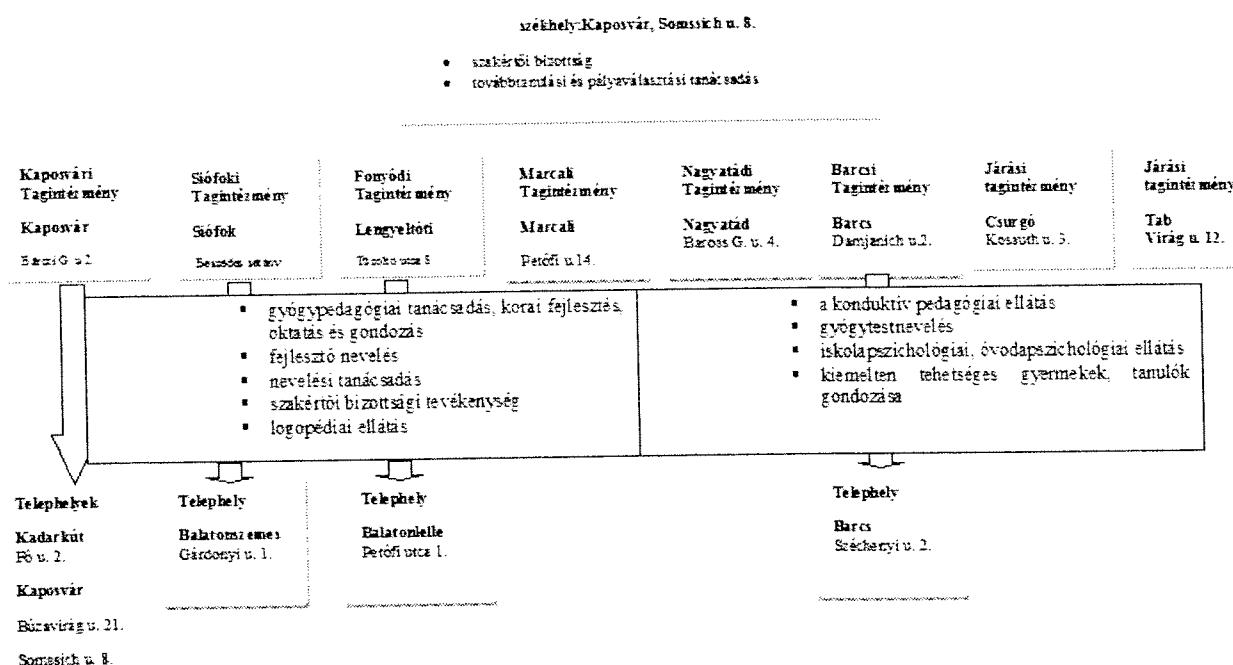 székhely:Kaposvár, Somssich u. 8.
• szakértői bizottság
• továbbtanulási és pályaválasztási tanácsadás
Kaposvári
Tagintézmény
Kaposvár
u 2
Siófoki
Tagintézmény
Siófok
Fonyódi
Tagintézmény
Lengyeltóti
utca 8
Marcali
Tagintézmény
Marcali
Petőfi u.14.
Nagyatádi
Tagintézmény
Nagyatád
Baross G. u. 4.
Barcsi
Tagintézmény
Barcs
Damjanich u.2.
Járási
tagintézmény
Csurgó
Kossuth u.
Járási
tagintézmény
Tab
Virág u. 12.
▪ gyógypedagógiai tanácsadás, korai fejlesztés,
oktatás és gondozás
▪ fejlesztő nevelés
▪ nevelési tanácsadás
▪ szakértői bizottsági tevékenység
▪ logopédiai ellátás
▪ a konduktív pedagógiai ellátás
▪ gyógytestnevelés
▪ iskolapszichológiai, óvodapszichológiai ellátás
▪ kiemelten tehetséges gyermekek, tanulók
gondozása
Telephelyek
Kadarkút
Fő u. 2.
Kaposvár
Búzavirág u. 21.
Somssich u. 8.
Telephely
Balatonszemes
Gárdonyi u. 1.
Telephely
Balatonlelle
Petőfi utca 1.
Telephely
Barcs
Széchenyi u. 2.